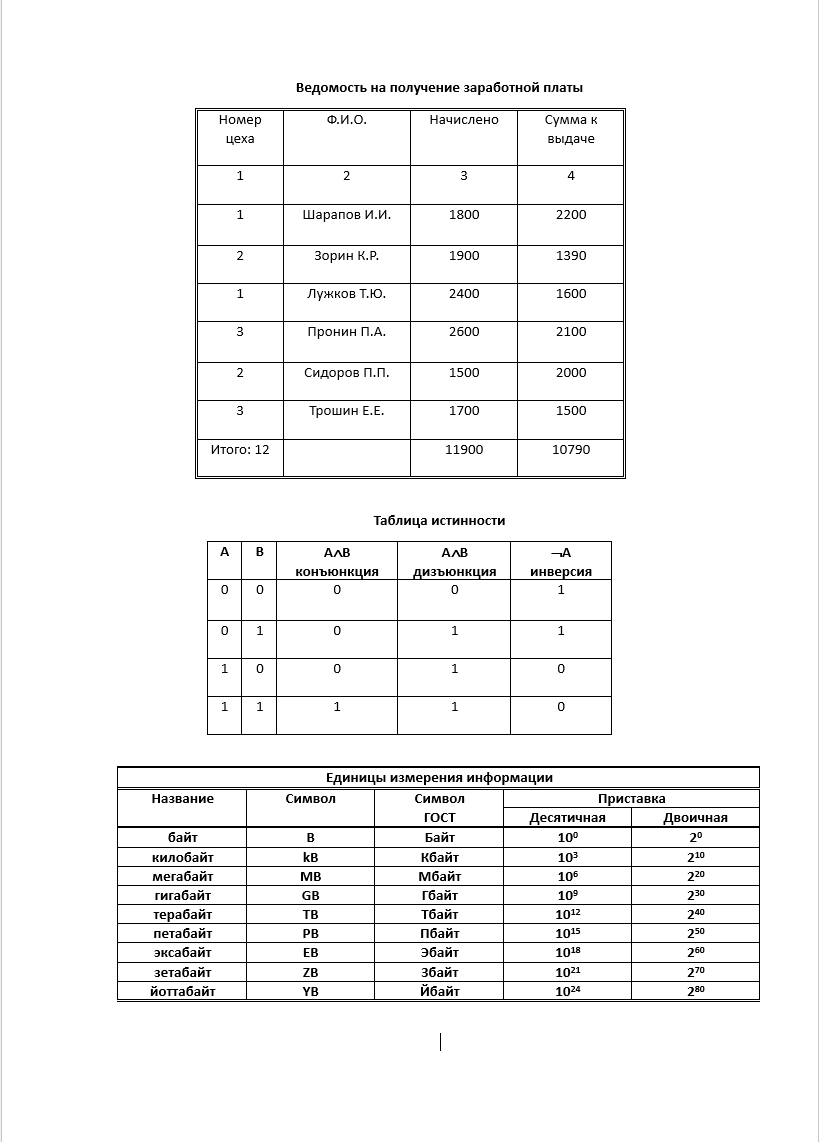 Ведомость на получение заработной платы
Номер цеха Ф.И.О. Начислено Сумма к выдаче
1 2 3 4
1 Шарапов И.И. 1800 2200
2 Зорин К.Р. 1900 1390
1 Лужков Т.Ю. 2400 1600
3 Пронин П.А. 2600 2100
2 Сидоров П.П. 1500 2000
3 Трошин Е.Е. 1700 1500
Итого: 12 11900 10790
Таблица истинности
A B A∧B конъюнкция A∧B дизъюнкция ¬A инверсия
0 0 0 0 1
0 1 0 1 1
1 0 0 1 0
1 1 1 1 0
Единицы измерения информации
Название Символ Символ ГОСТ Приставка
Десятичная Двоичная
байт B Байт 10⁰ 2⁰
килобайт kB Кбайт 10³ 2¹⁰
мегабайт MB Мбайт 10⁶ 2²⁰
гигабайт GB Гбайт 10⁹ 2³⁰
терабайт TB Тбайт 10¹² 2⁴⁰
петабайт PB Пбайт 10¹⁵ 2⁵⁰
эксабайт EB Эбайт 10¹⁸ 2⁶⁰
зетабайт ZB Збайт 10²¹ 2⁷⁰
йоттабайт YB Йбайт 10²⁴ 2⁸⁰